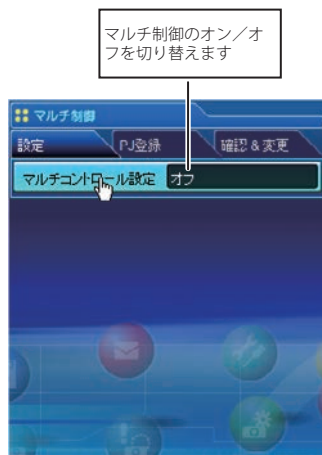 マルチ制御のオン／オ
フを切り替えます
マルチ制御
設定 PJ登録 確認＆変更
マルチコントロール設定 オフ